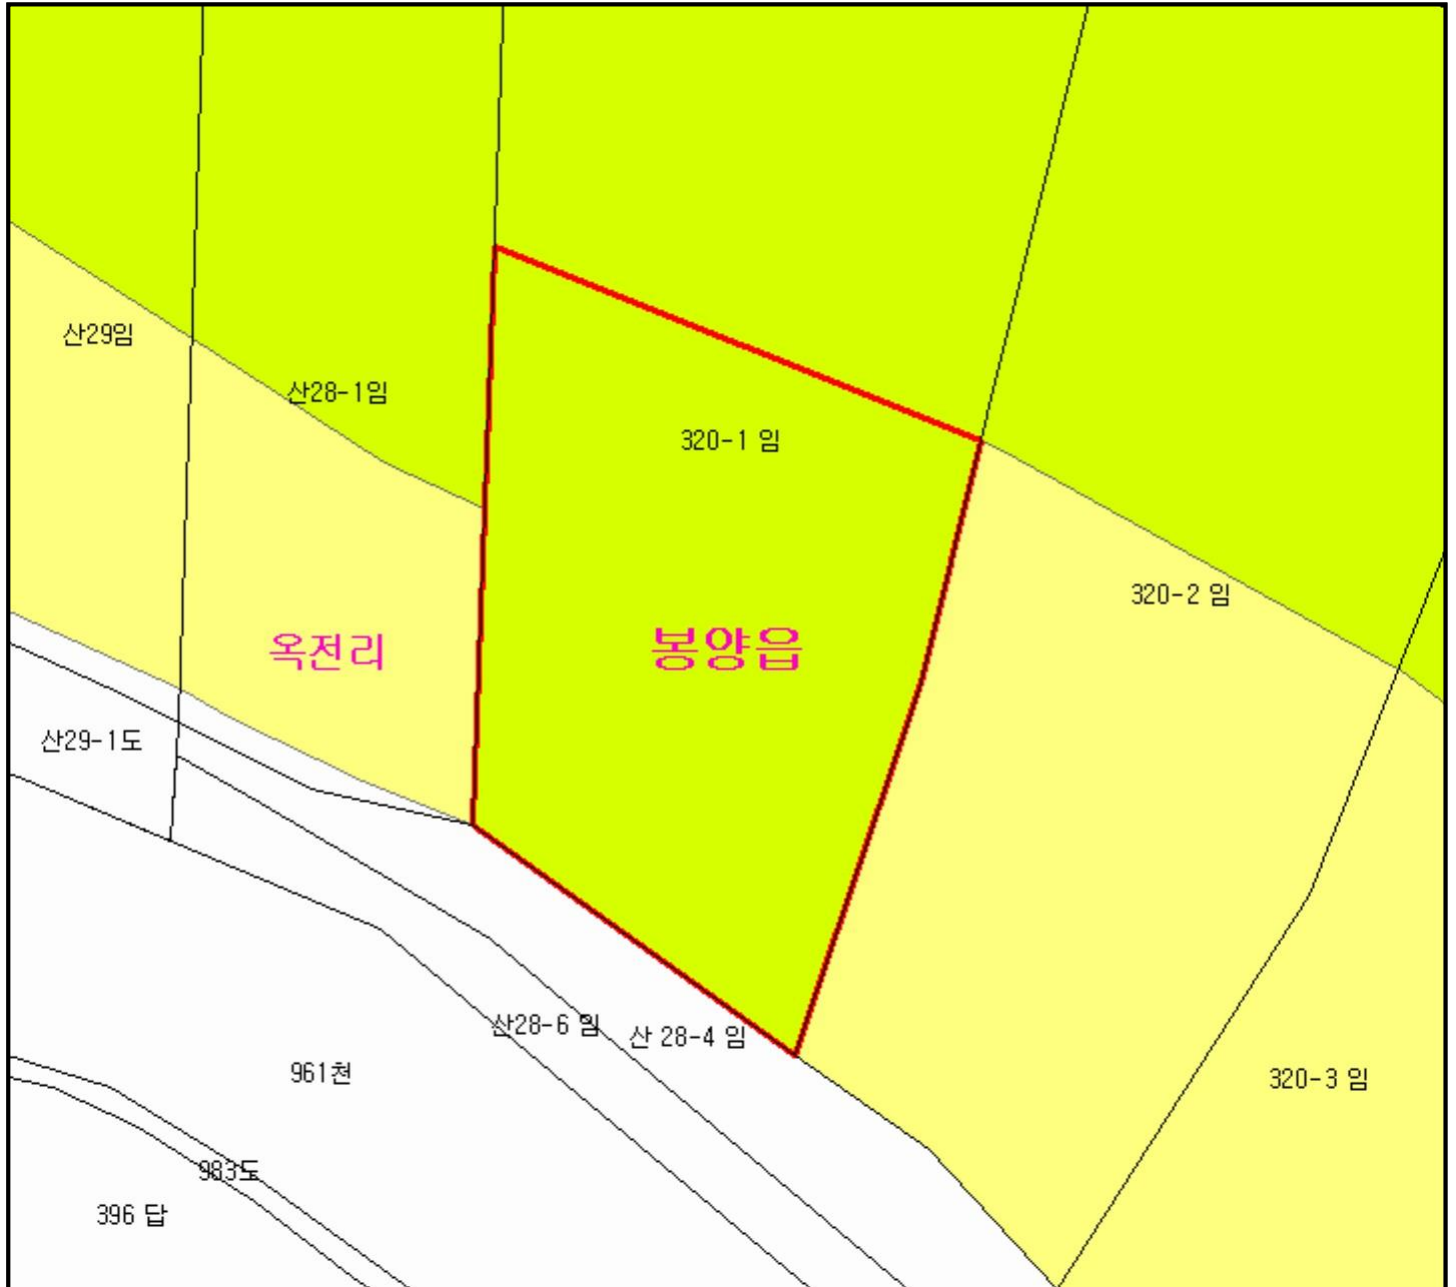 산29임
산28-1임
320-1 임
320-2 임
옥전리
봉양읍
산29-1도
산28-6 임
산 28-4 임
961천
320-3 임
983도
396 답